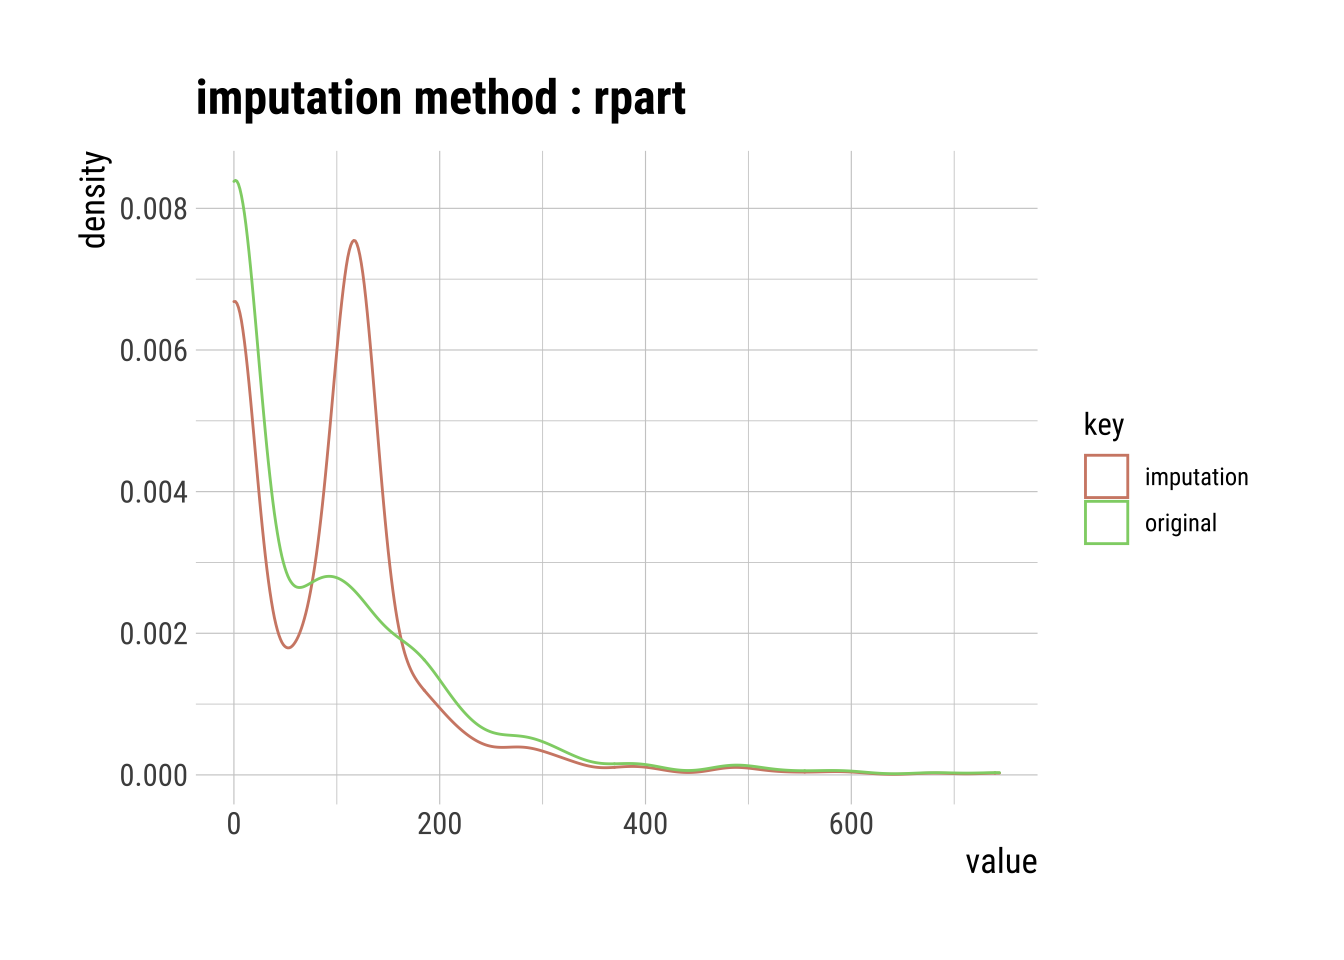 imputation method : rpart
density
0.008
0.006
0.004
0.002
0.000
0 200 400 600
value
key
imputation
original